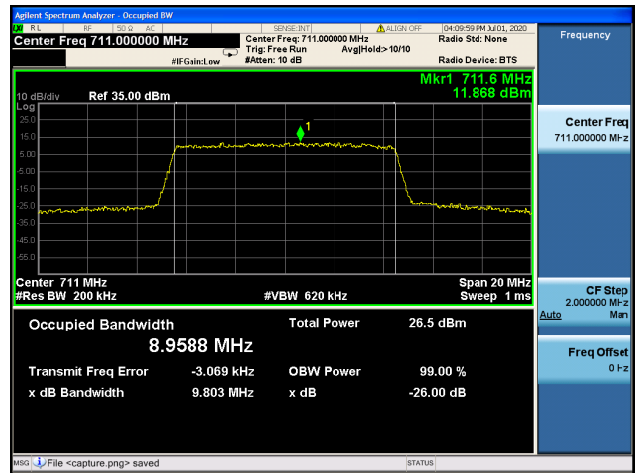 Agilent Spectrum Analyzer - Occupied BW
RL RF 50 Ω AC SENSE:INT ALIGN OFF 04:09:59 PM Jul 01, 2020
Center Freq 711.000000 MHz
Center Freq: 711.000000 MHz
Radio Std: None
Trig: Free Run Avg|Hold:> 10/10
#IFGain:Low #Atten: 10 dB Radio Device: BTS
Mkr1 711.6 MHz
11.868 dBm
10 dB/div Ref 35.00 dBm
Log
25.0
15.0
5.00
-5.00
-15.0
-25.0
-35.0
-45.0
-55.0
1
Center 711 MHz Span 20 MHz
#Res BW 200 kHz #VBW 620 kHz Sweep 1 ms
Occupied Bandwidth Total Power 26.5 dBm
8.9588 MHz
Transmit Freq Error -3.069 kHz OBW Power 99.00 %
x dB Bandwidth 9.803 MHz x dB -26.00 dB
MSG File <capture.png> saved STATUS
Frequency
Center Freq
711.000000 MHz
CF Step
2.000000 MHz
Auto Man
Freq Offset
0 Hz